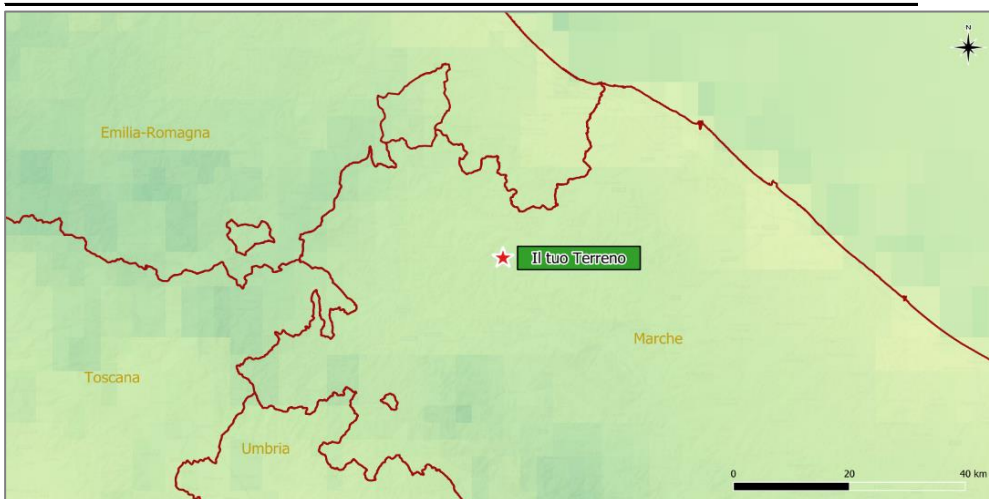 N
Emilia-Romagna
Il tuo Terreno
Marche
Toscana
Umbria
0 20 40 km